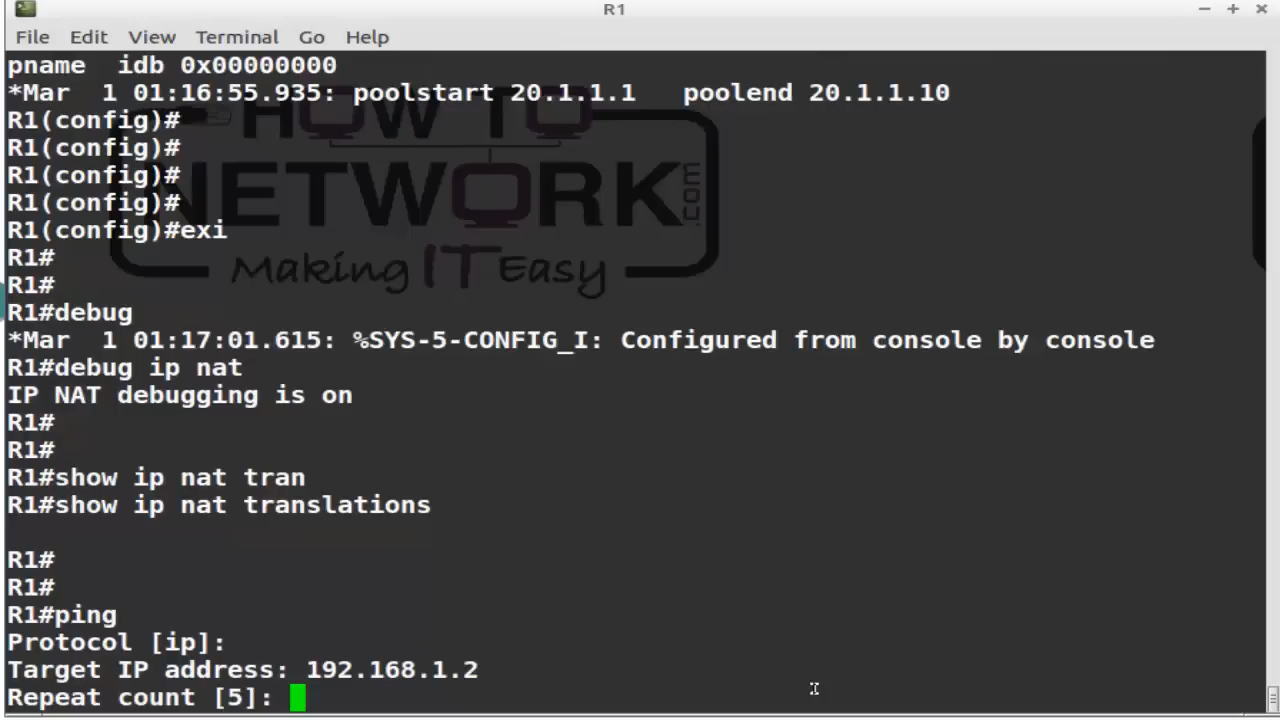 R1
File Edit View Terminal Go Help
pname  idb 0x00000000
*Mar  1 01:16:55.935: poolstart 20.1.1.1   poolend 20.1.1.10
R1(config)#
R1(config)#
R1(config)#
R1(config)#
R1(config)#exi
R1#
R1#
R1#debug
*Mar  1 01:17:01.615: %SYS-5-CONFIG_I: Configured from console by console
R1#debug ip nat
IP NAT debugging is on
R1#
R1#
R1#show ip nat tran
R1#show ip nat translations
R1#
R1#
R1#ping
Protocol [ip]:
Target IP address: 192.168.1.2
Repeat count [5]:
HOW TO
NETWORK.com
Making IT Easy